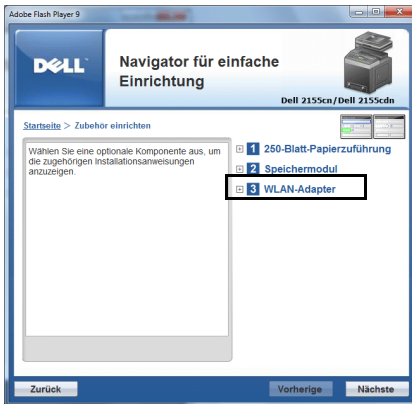 Adobe Flash Player 9
DELL
Navigator für einfache
Einrichtung
Dell 2155cn/Dell 2155cdn
Startseite > Zubehör einrichten
Wählen Sie eine optionale Komponente aus, um
die zugehörigen Installationsanweisungen
anzuzeigen.
1 250-Blatt-Papierzuführung
2 Speichermodul
3 WLAN-Adapter
Zurück
Vorherige
Nächste